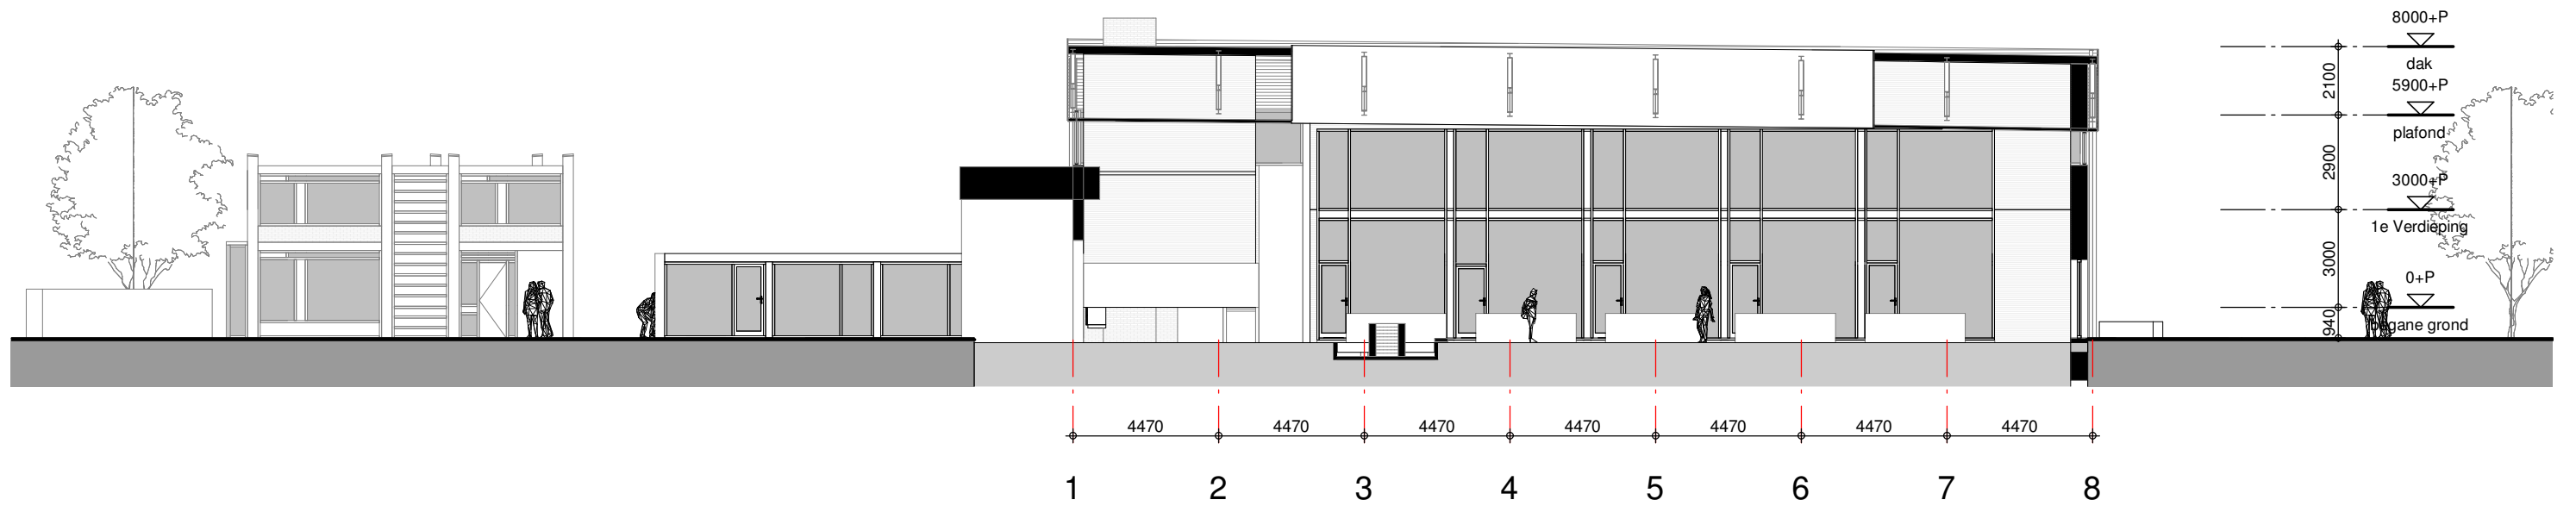 8000+P
dak
2100
5900+P
plafond
2900
3000+P
1e Verdieping
3000
0+P
begane grond
940
4470 4470 4470 4470 4470 4470 4470
1 2 3 4 5 6 7 8